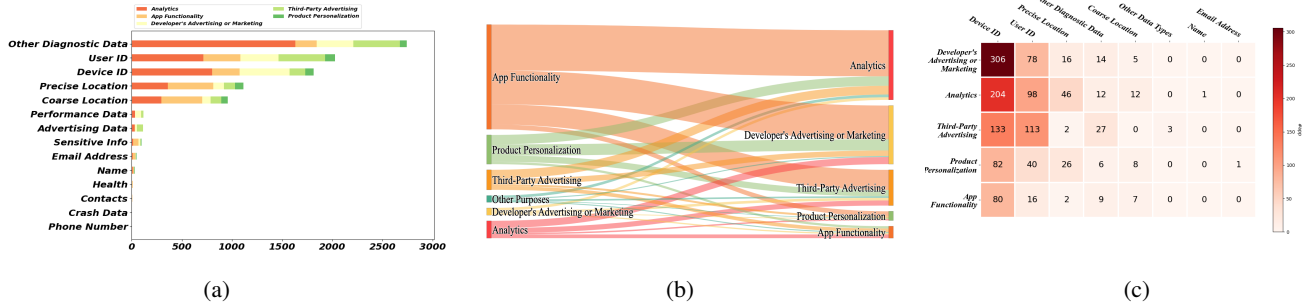 Analytics
Third-Party Advertising
App Functionality
Product Personalization
Developer's Advertising or Marketing
Other Diagnostic Data
User ID
Device ID
Precise Location
Coarse Location
Performance Data
Advertising Data
Sensitive Info
Email Address
Name
Health
Contacts
Crash Data
Phone Number
0 500 1000 1500 2000 2500 3000
(a)
App Functionality
Product Personalization
Third-Party Advertising
Other Purposes
Developer's Advertising or Marketing
Analytics
Analytics
Developer's Advertising or Marketing
Third-Party Advertising
Product Personalization
App Functionality
(b)
Device ID
User ID
Precise Location
Diagnostic Data
Coarse Location
Other Data Types
Name
Email Address
Developer's
Advertising or
Marketing
306 78 16 14 5 0 0 0
Analytics
204 98 46 12 12 0 1 0
Third-Party
Advertising
133 113 2 27 0 3 0 0
Product
Personalization
82 40 26 6 8 0 0 1
App
Functionality
80 16 2 9 7 0 0 0
300
250
200
150
100
50
0
(c)